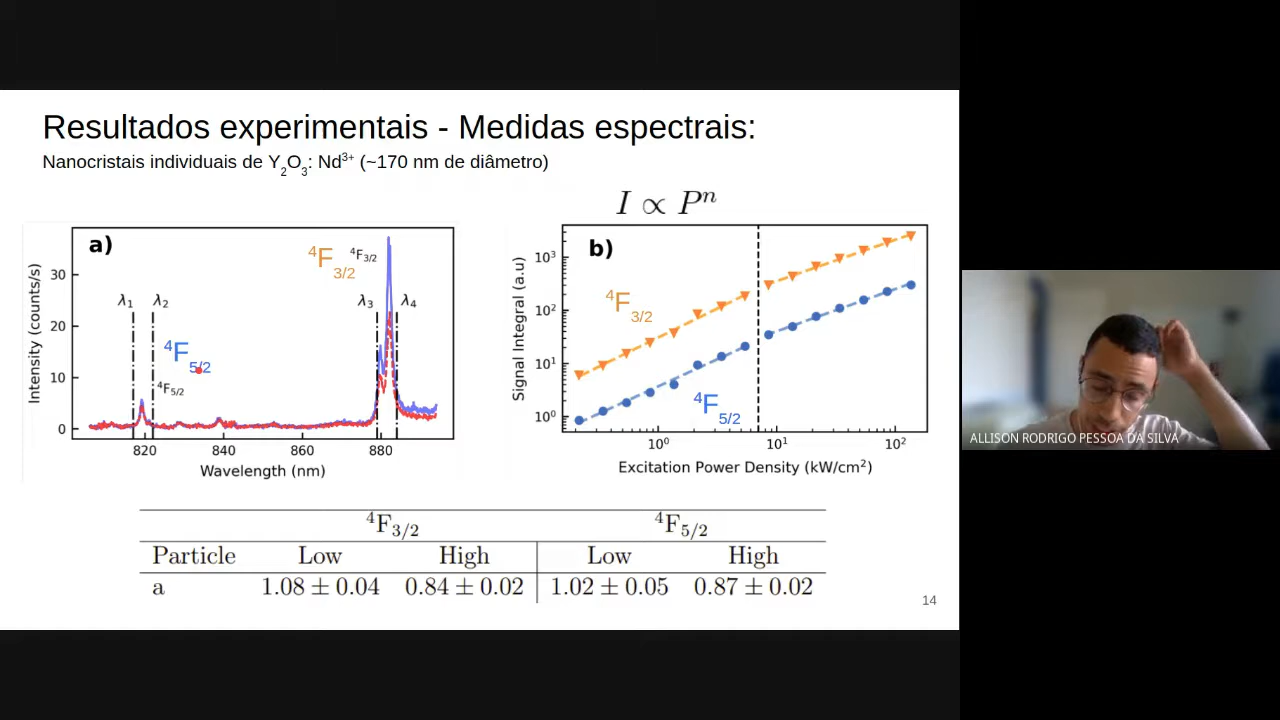 Resultados experimentais - Medidas espectrais:
Nanocristais individuais de Y₂O₃: Nd³⁺ (~170 nm de diâmetro)
I ∝ Pⁿ
a)
⁴F₃/₂ ⁴F₃/₂
λ₁ λ₂ λ₃ λ₄
⁴F₅/₂
⁴F₅/₂
Intensity (counts/s)
30
20
10
0
820 840 860 880
Wavelength (nm)
b)
⁴F₃/₂
⁴F₅/₂
Signal Integral (a.u)
10³
10²
10¹
10⁰
10⁰ 10¹ 10²
Excitation Power Density (kW/cm²)
⁴F₃/₂ ⁴F₅/₂
Particle Low High Low High
a 1.08 ± 0.04 0.84 ± 0.02 1.02 ± 0.05 0.87 ± 0.02
14
ALLISON RODRIGO PESSOA DA SILVA